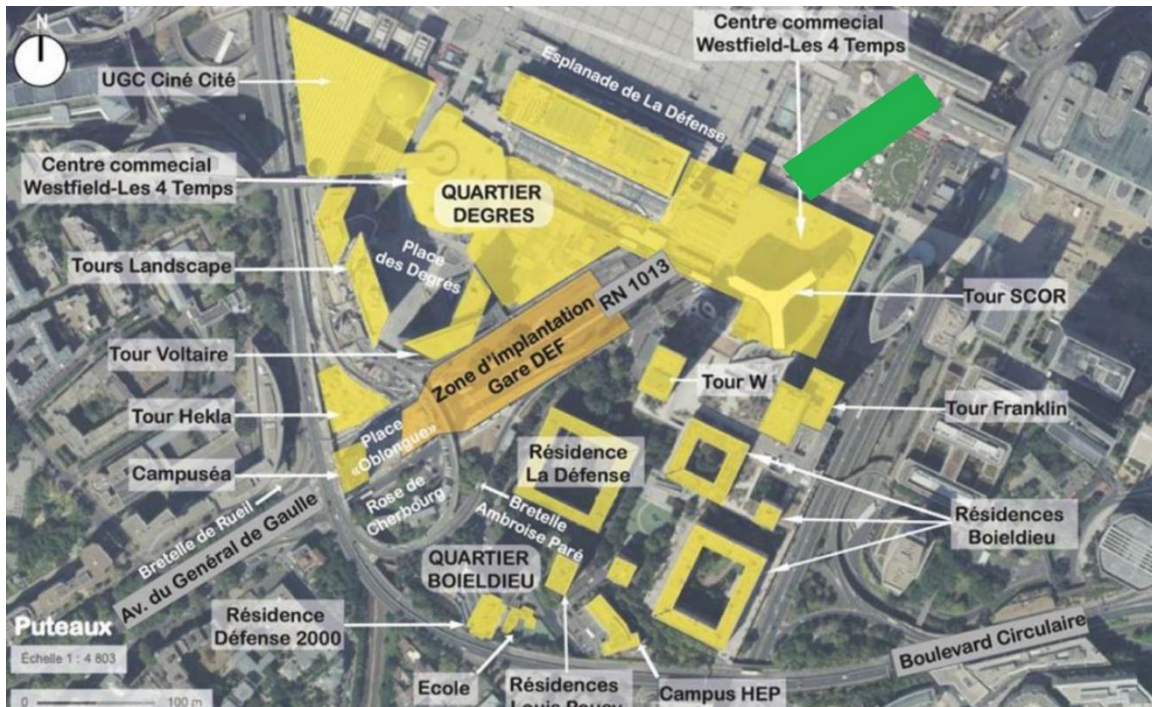 Centre commecial
Westfield-Les 4 Temps
UGC Ciné Cité
Esplanade de La Défense
Centre commecial
Westfield-Les 4 Temps
QUARTIER
DEGRES
Place
des Degrés
Tours Landscape
RN 1013
Tour SCOR
Zone d'implantation
Gare DEF
Tour Voltaire
Tour W
Tour Hekla
Tour Franklin
Place
«Oblongue»
Résidence
La Défense
Campuséa
Rose de
Cherbourg
Bretelle de Rueil
Av. du Général de Gaulle
Bretelle
Ambroise Paré
Résidences
Boieldieu
QUARTIER
BOIELDIEU
Résidence
Défense 2000
Puteaux
Échelle 1 : 4 803
Boulevard Circulaire
Ecole
Résidences
Campus HEP
0 100 m